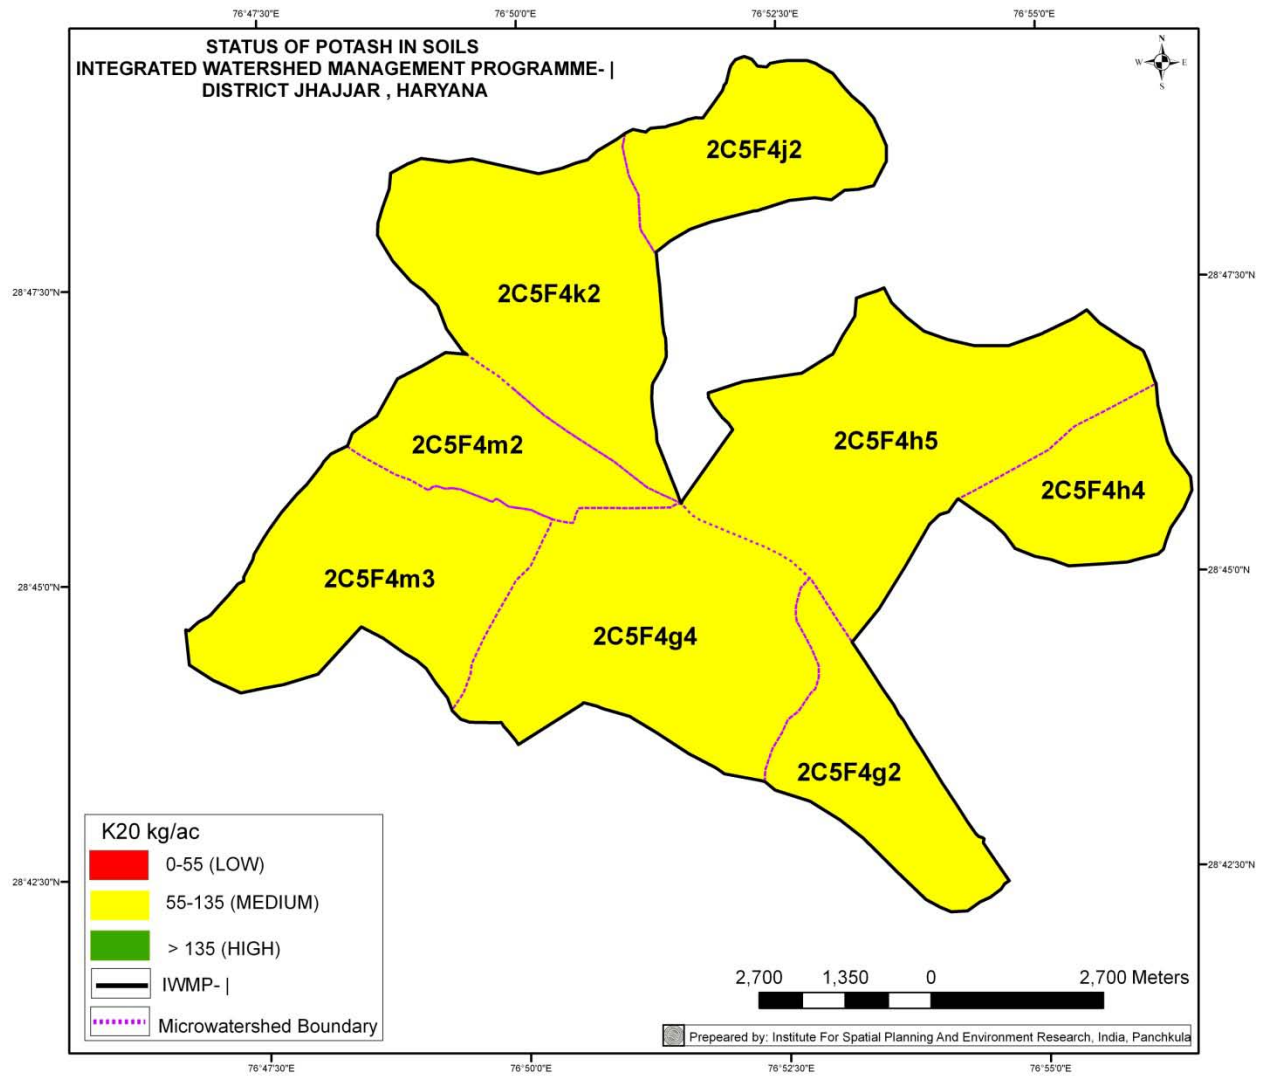 76°47'30"E 76°50'0"E 76°52'30"E 76°55'0"E
STATUS OF POTASH IN SOILS
INTEGRATED WATERSHED MANAGEMENT PROGRAMME- |
DISTRICT JHAJJAR , HARYANA
N
W E
S
2C5F4j2
2C5F4k2
28°47'30"N 28°47'30"N
2C5F4m2
2C5F4h5
2C5F4h4
2C5F4m3
28°45'0"N 28°45'0"N
2C5F4g4
2C5F4g2
28°42'30"N 28°42'30"N
K20 kg/ac
0-55 (LOW)
55-135 (MEDIUM)
> 135 (HIGH)
IWMP- |
Microwatershed Boundary
2,700 1,350 0 2,700 Meters
Prepeared by: Institute For Spatial Planning And Environment Research, India, Panchkula
76°47'30"E 76°50'0"E 76°52'30"E 76°55'0"E